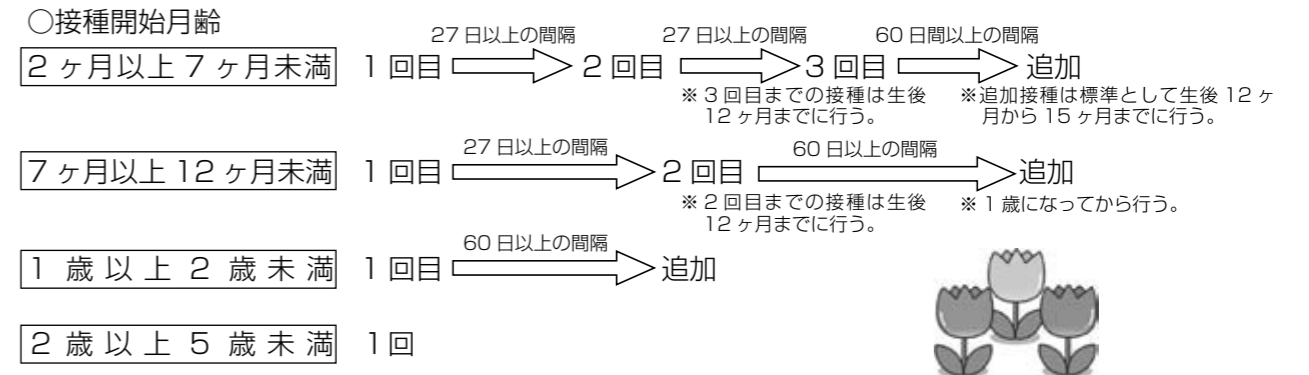 ○接種開始月齢
27日以上の間隔 27日以上の間隔 60日間以上の間隔
2ヶ月以上7ヶ月未満 1回目 2回目 3回目 追加
※3回目までの接種は生後 ※追加接種は標準として生後12ヶ
12ヶ月までに行う。 月から15ヶ月までに行う。
27日以上の間隔 60日以上の間隔
7ヶ月以上12ヶ月未満 1回目 2回目 追加
※2回目までの接種は生後 ※1歳になってから行う。
12ヶ月までに行う。
60日以上の間隔
1歳以上2歳未満 1回目 追加
2歳以上5歳未満 1回